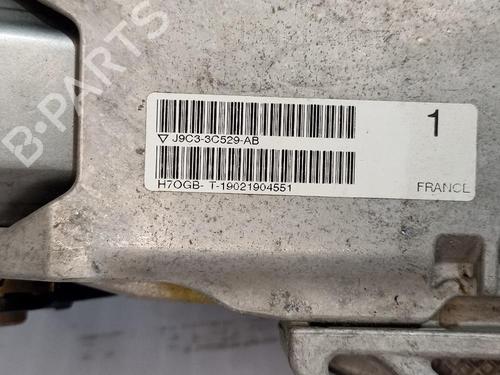 B-PARTS
1
▽ J9C3-3C529-AB
H7OGB- T-19021904551
FRANCE